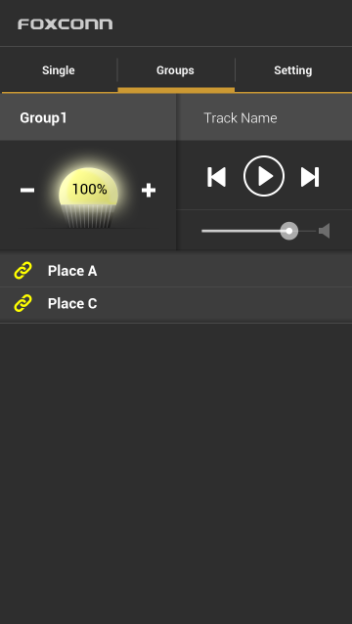 FOXCONN
Single
Groups
Setting
Group1
Track Name
100%
Place A
Place C